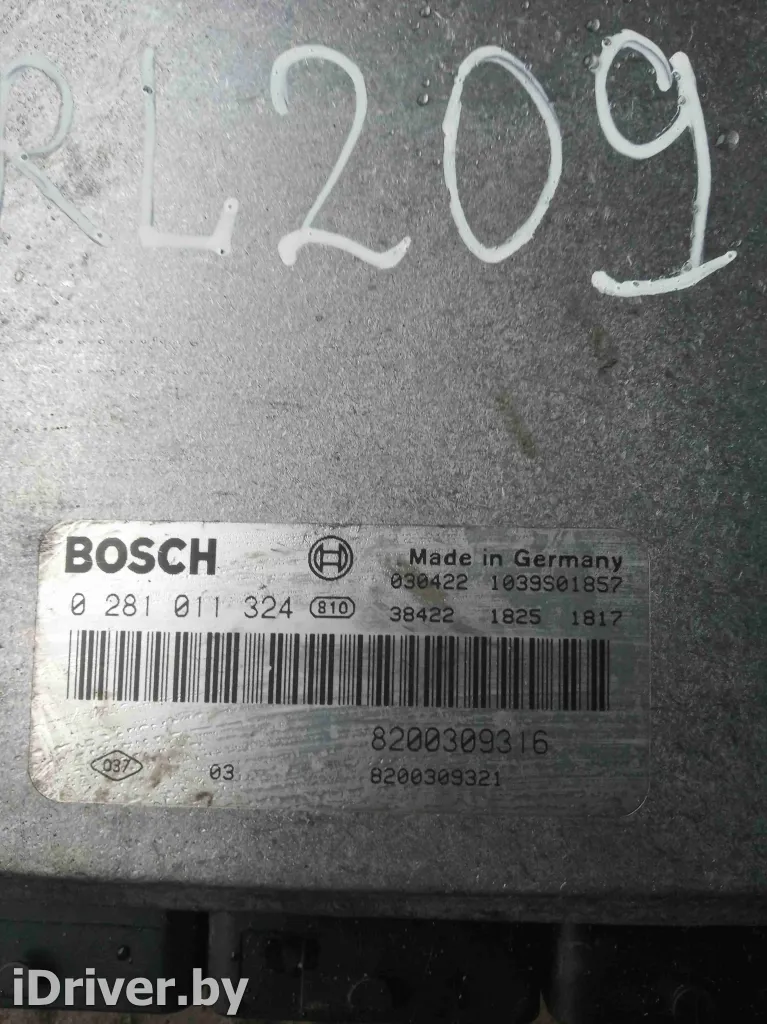 RL209
BOSCH
Made in Germany
030422 1039S01857
0 281 011 324 810
38422 1825 1817
8200309316
037 03 8200309321
iDriver.by